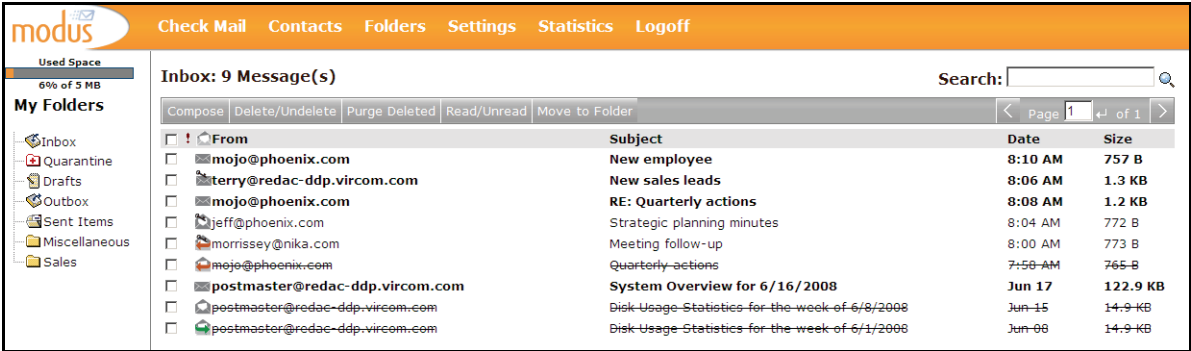 modus
Check Mail Contacts Folders Settings Statistics Logoff
Used Space
6% of 5 MB
My Folders
Inbox
Quarantine
Drafts
Outbox
Sent Items
Miscellaneous
Sales
Inbox: 9 Message(s)
Search:
Compose Delete/Undelete Purge Deleted Read/Unread Move to Folder Page 1 of 1
! From Subject Date Size
mojo@phoenix.com New employee 8:10 AM 757 B
terry@redac-ddp.vircom.com New sales leads 8:06 AM 1.3 KB
mojo@phoenix.com RE: Quarterly actions 8:08 AM 1.2 KB
jeff@phoenix.com Strategic planning minutes 8:04 AM 772 B
morrissey@nika.com Meeting follow-up 8:00 AM 773 B
mojo@phoenix.com Quarterly actions 7:58 AM 765 B
postmaster@redac-ddp.vircom.com System Overview for 6/16/2008 Jun 17 122.9 KB
postmaster@redac-ddp.vircom.com Disk Usage Statistics for the week of 6/8/2008 Jun 15 14.9 KB
postmaster@redac-ddp.vircom.com Disk Usage Statistics for the week of 6/1/2008 Jun 08 14.9 KB